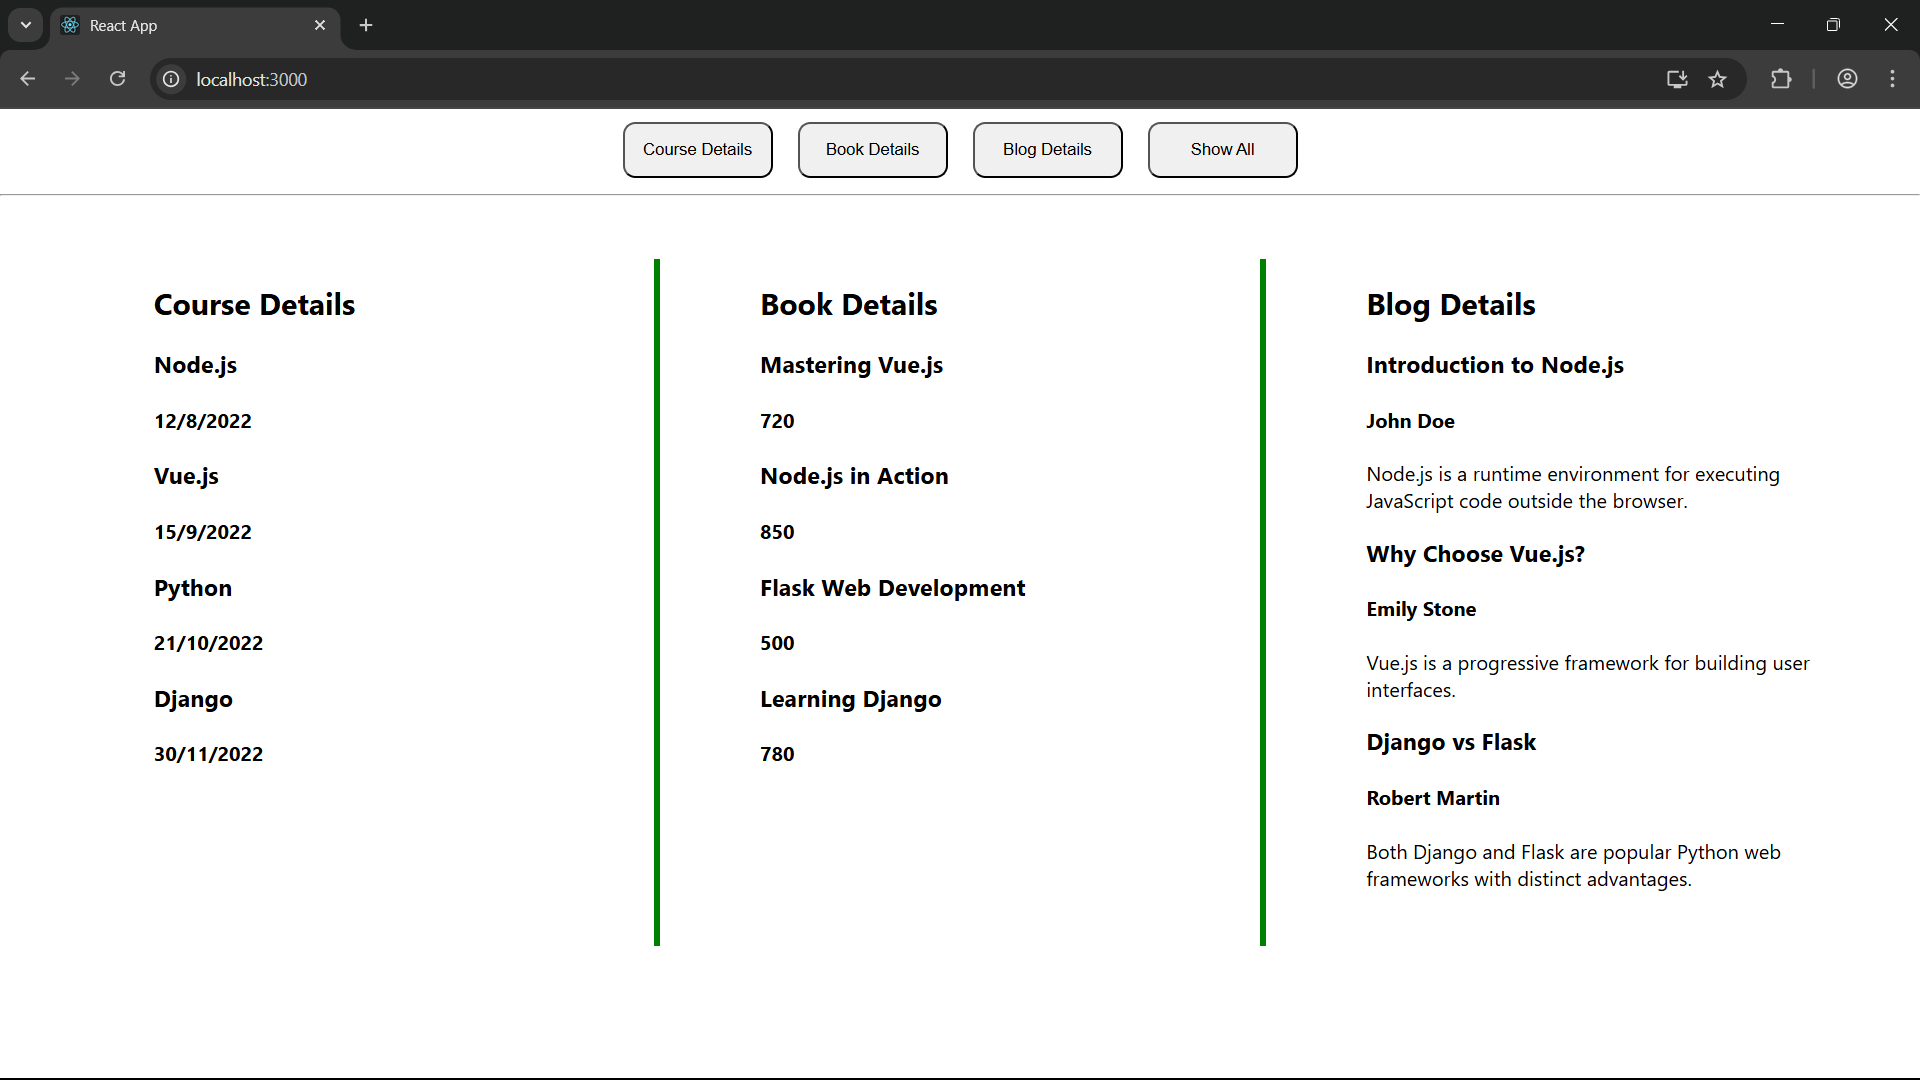 React App
localhost:3000
Course Details
Book Details
Blog Details
Show All
Course Details
Node.js
12/8/2022
Vue.js
15/9/2022
Python
21/10/2022
Django
30/11/2022
Book Details
Mastering Vue.js
720
Node.js in Action
850
Flask Web Development
500
Learning Django
780
Blog Details
Introduction to Node.js
John Doe
Node.js is a runtime environment for executing
JavaScript code outside the browser.
Why Choose Vue.js?
Emily Stone
Vue.js is a progressive framework for building user
interfaces.
Django vs Flask
Robert Martin
Both Django and Flask are popular Python web
frameworks with distinct advantages.